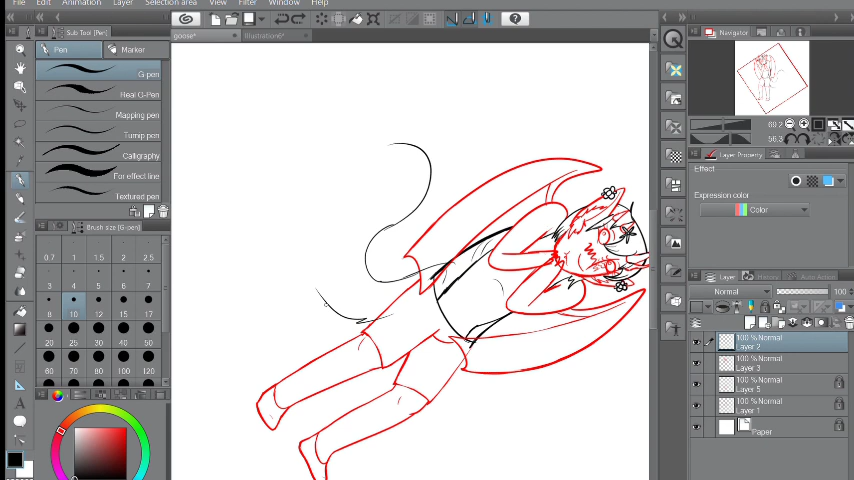 File Edit Animation Layer Selection area View Filter Window Help
Sub Tool [Pen]
goose*
Illustration6*
Navigator
Pen
Marker
G-pen
Real G-Pen
Mapping pen
Turnip pen
Calligraphy
For effect line
Textured pen
69.2
56.3
Layer Property
Effect
Expression color
Color
Brush size [G-pen]
0.7 1 1.5 2 2.5
3 4 5 6 7
8 10 12 15 17
20 25 30 40 50
60 70 80 100 120
Layer History Auto Action
Normal 100
100 % Normal
Layer 2
100 % Normal
Layer 3
100 % Normal
Layer 5
100 % Normal
Layer 1
Paper
A